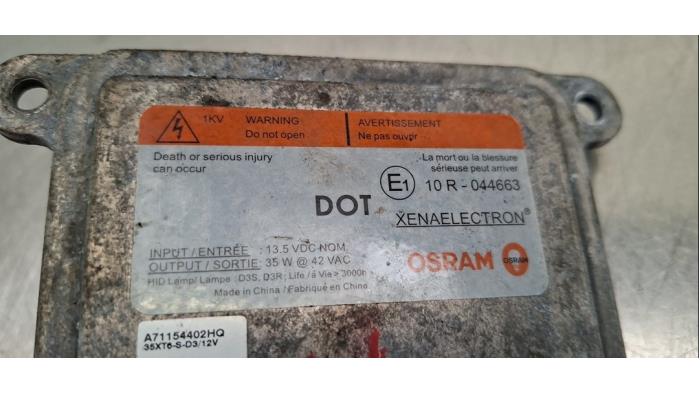 1KV WARNING AVERTISSEMENT
Do not open Ne pas ouvrir
Death or serious injury La mort ou la blessure
can occur sérieuse peut arriver
E1 10 R - 044663
DOT XENAELECTRON®
INPUT / ENTRÉE : 13.5 VDC NOM.
OUTPUT / SORTIE: 35 W @ 42 VAC OSRAM OSRAM
HID Lamp/ Lampe : D3S, D3R; Life / à Vie > 3000h
Made in China / Fabriqué en Chine
A71154402HQ
35XT6-S-D3/12V